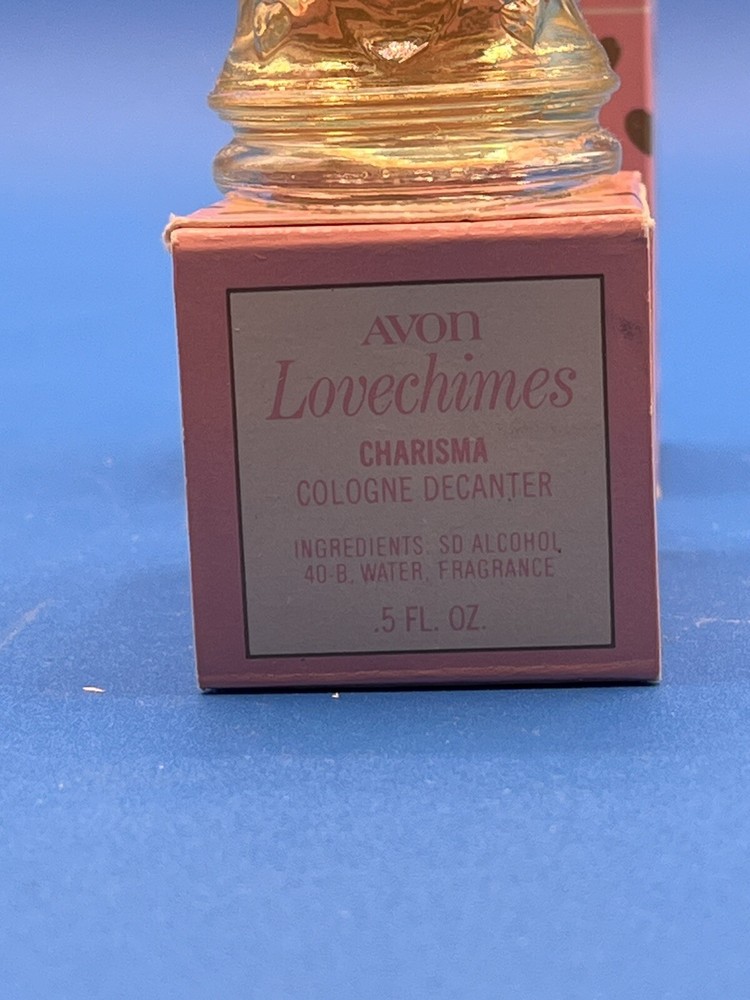 AVON
Lovechimes
CHARISMA
COLOGNE DECANTER
INGREDIENTS: SD ALCOHOL
40-B, WATER, FRAGRANCE
.5 FL. OZ.